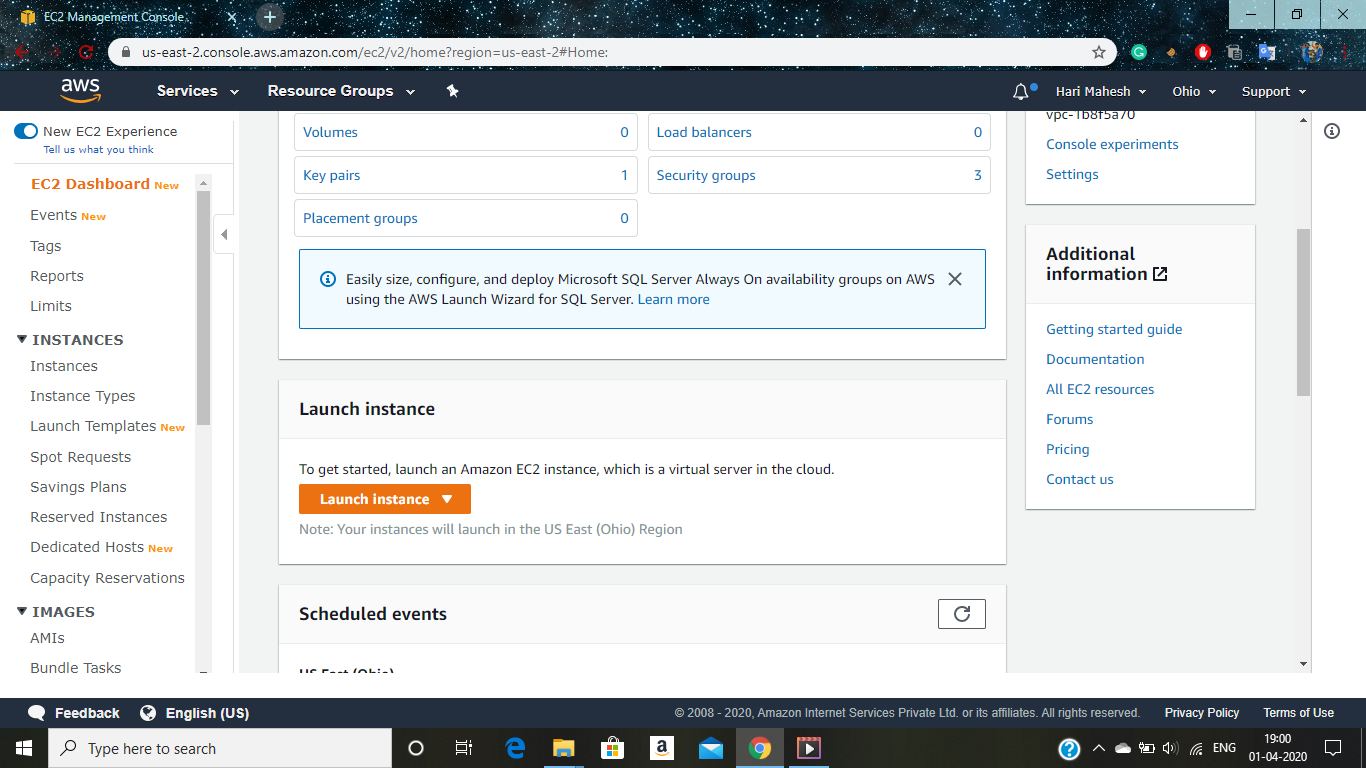 EC2 Management Console
us-east-2.console.aws.amazon.com/ec2/v2/home?region=us-east-2#Home:
aws
Services
Resource Groups
Hari Mahesh
Ohio
Support
New EC2 Experience
Tell us what you think
EC2 Dashboard New
Events New
Tags
Reports
Limits
INSTANCES
Instances
Instance Types
Launch Templates New
Spot Requests
Savings Plans
Reserved Instances
Dedicated Hosts New
Capacity Reservations
IMAGES
AMIs
Bundle Tasks
Volumes 0
Load balancers 0
Key pairs 1
Security groups 3
Placement groups 0
Easily size, configure, and deploy Microsoft SQL Server Always On availability groups on AWS
using the AWS Launch Wizard for SQL Server. Learn more
Launch instance
To get started, launch an Amazon EC2 instance, which is a virtual server in the cloud.
Launch instance
Note: Your instances will launch in the US East (Ohio) Region
Scheduled events
US East (Ohio)
vpc-1b8f5a70
Console experiments
Settings
Additional
information
Getting started guide
Documentation
All EC2 resources
Forums
Pricing
Contact us
Feedback
English (US)
© 2008 - 2020, Amazon Internet Services Private Ltd. or its affiliates. All rights reserved.
Privacy Policy
Terms of Use
Type here to search
ENG
19:00
01-04-2020